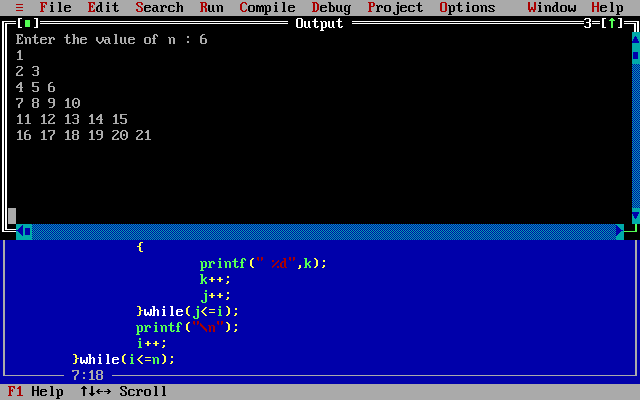 ≡ File Edit Search Run Compile Debug Project Options Window Help
[■] Output 3=[↑]
Enter the value of n : 6
1
2 3
4 5 6
7 8 9 10
11 12 13 14 15
16 17 18 19 20 21
{
printf(" %d",k);
k++;
j++;
}while(j<=i);
printf("\n");
i++;
}while(i<=n);
7:18
F1 Help ↑↓↔ Scroll